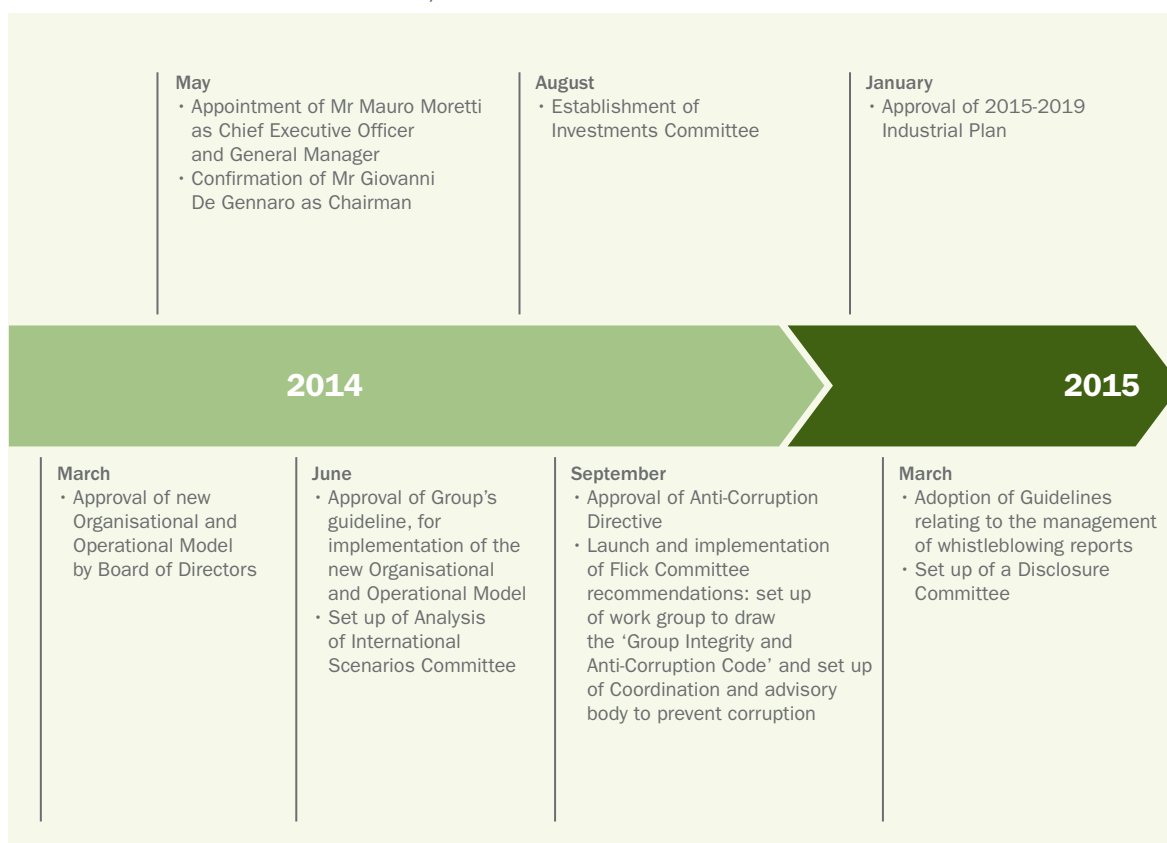 May
· Appointment of Mr Mauro Moretti
as Chief Executive Officer
and General Manager
· Confirmation of Mr Giovanni
De Gennaro as Chairman
August
· Establishment of
Investments Committee
January
· Approval of 2015-2019
Industrial Plan
2014
2015
March
· Approval of new
Organisational and
Operational Model
by Board of Directors
June
· Approval of Group’s
guideline, for
implementation of the
new Organisational
and Operational Model
· Set up of Analysis
of International
Scenarios Committee
September
· Approval of Anti-Corruption
Directive
· Launch and implementation
of Flick Committee
recommendations: set up
of work group to draw
the ‘Group Integrity and
Anti-Corruption Code’ and set up
of Coordination and advisory
body to prevent corruption
March
· Adoption of Guidelines
relating to the management
of whistleblowing reports
· Set up of a Disclosure
Committee